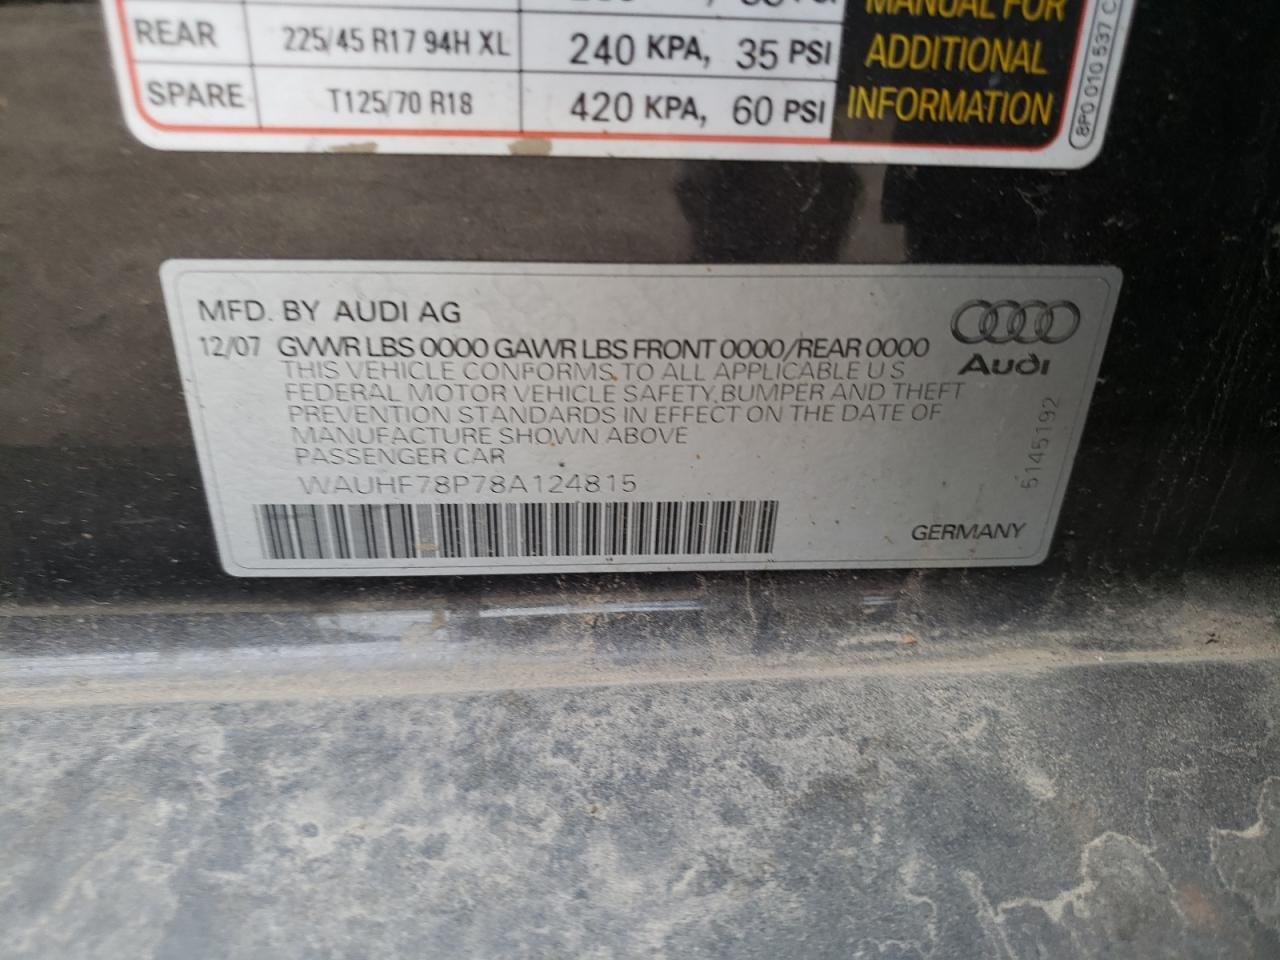 MANUAL FOR
REAR 225/45 R17 94H XL 240 KPA, 35 PSI ADDITIONAL
SPARE T125/70 R18 420 KPA, 60 PSI INFORMATION
8P0 010 537 C
MFD. BY AUDI AG
12/07 GVWR LBS 0000 GAWR LBS FRONT 0000/REAR 0000
THIS VEHICLE CONFORMS TO ALL APPLICABLE U S
FEDERAL MOTOR VEHICLE SAFETY, BUMPER AND THEFT
PREVENTION STANDARDS IN EFFECT ON THE DATE OF
MANUFACTURE SHOWN ABOVE
PASSENGER CAR
WAUHF78P78A124815
Audi
5145192
GERMANY